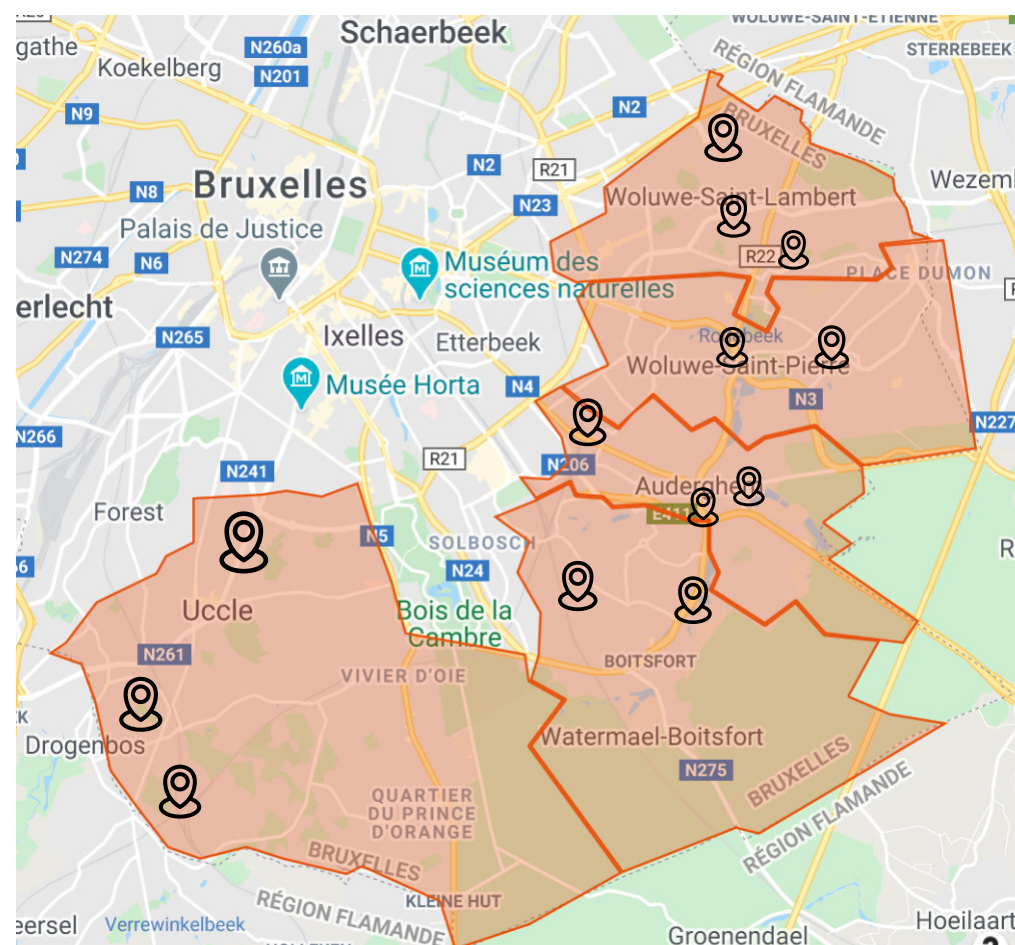 WOLUWE-SAINT-ETIENNE
Schaerbeek
gathe
N260a
STERREBEEK
Koekelberg
N201
RÉGION FLAMANDE
N9
N2
BRUXELLES
N2
R21
Bruxelles
N8
Wezem
N23
Woluwe-Saint-Lambert
Palais de Justice
N274
N6
R22
Muséum des
sciences naturelles
PLACE DUMON
erlecht
N265
Ixelles
Etterbeek
Woluwe-Saint-Pierre
Musée Horta
N4
N3
N266
N227
R21
N206
N241
Auderghem
E411
Forest
N5
SOLBOSCH
R
N24
Uccle
Bois de la
Cambre
N261
BOITSFORT
VIVIER D'OIE
Drogenbos
Watermael-Boitsfort
N275
BRUXELLES
RÉGION FLAMANDE
QUARTIER
DU PRINCE
D'ORANGE
BRUXELLES
KLEINE HUT
RÉGION FLAMANDE
eersel
Verrewinkelbeek
Hoeilaart
Groenendael